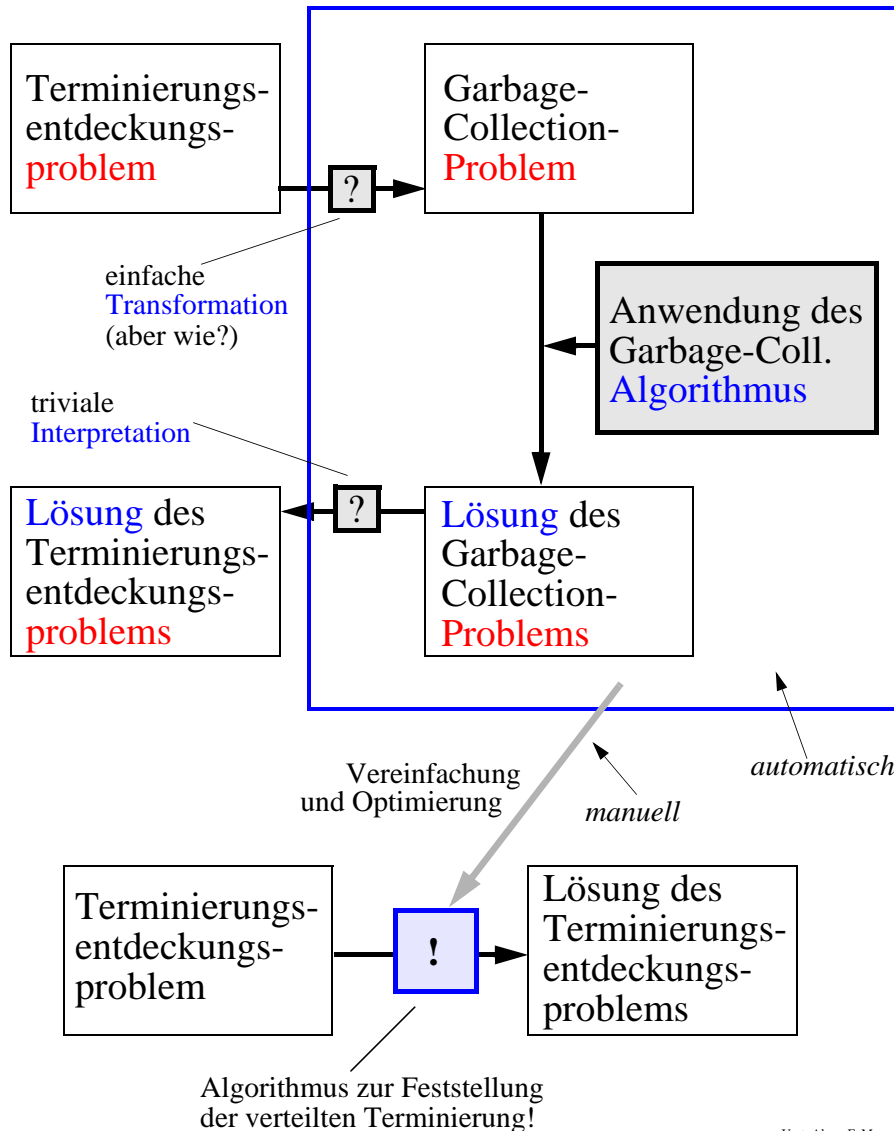 Terminierungs-
entdeckungs-
problem
Garbage-
Collection-
Problem
?
einfache
Transformation
(aber wie?)
Anwendung des
Garbage-Coll.
Algorithmus
triviale
Interpretation
Lösung des
Terminierungs-
entdeckungs-
problems
?
Lösung des
Garbage-
Collection-
Problems
automatisch
Vereinfachung
und Optimierung
manuell
Terminierungs-
entdeckungs-
problem
!
Lösung des
Terminierungs-
entdeckungs-
problems
Algorithmus zur Feststellung
der verteilten Terminierung!